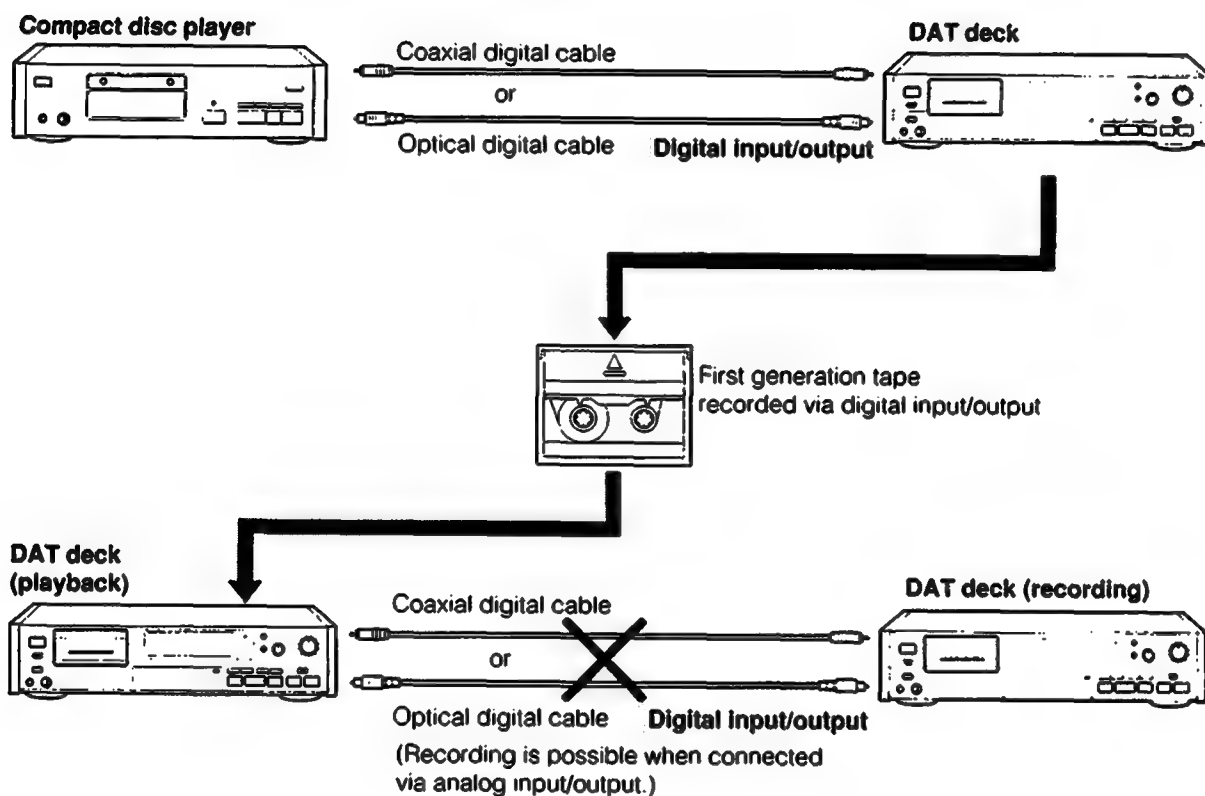 Compact disc player
Coaxial digital cable
DAT deck
or
Optical digital cable
Digital input/output
First generation tape
recorded via digital input/output
DAT deck
(playback)
Coaxial digital cable
DAT deck (recording)
or
Optical digital cable
Digital input/output
(Recording is possible when connected
via analog input/output.)